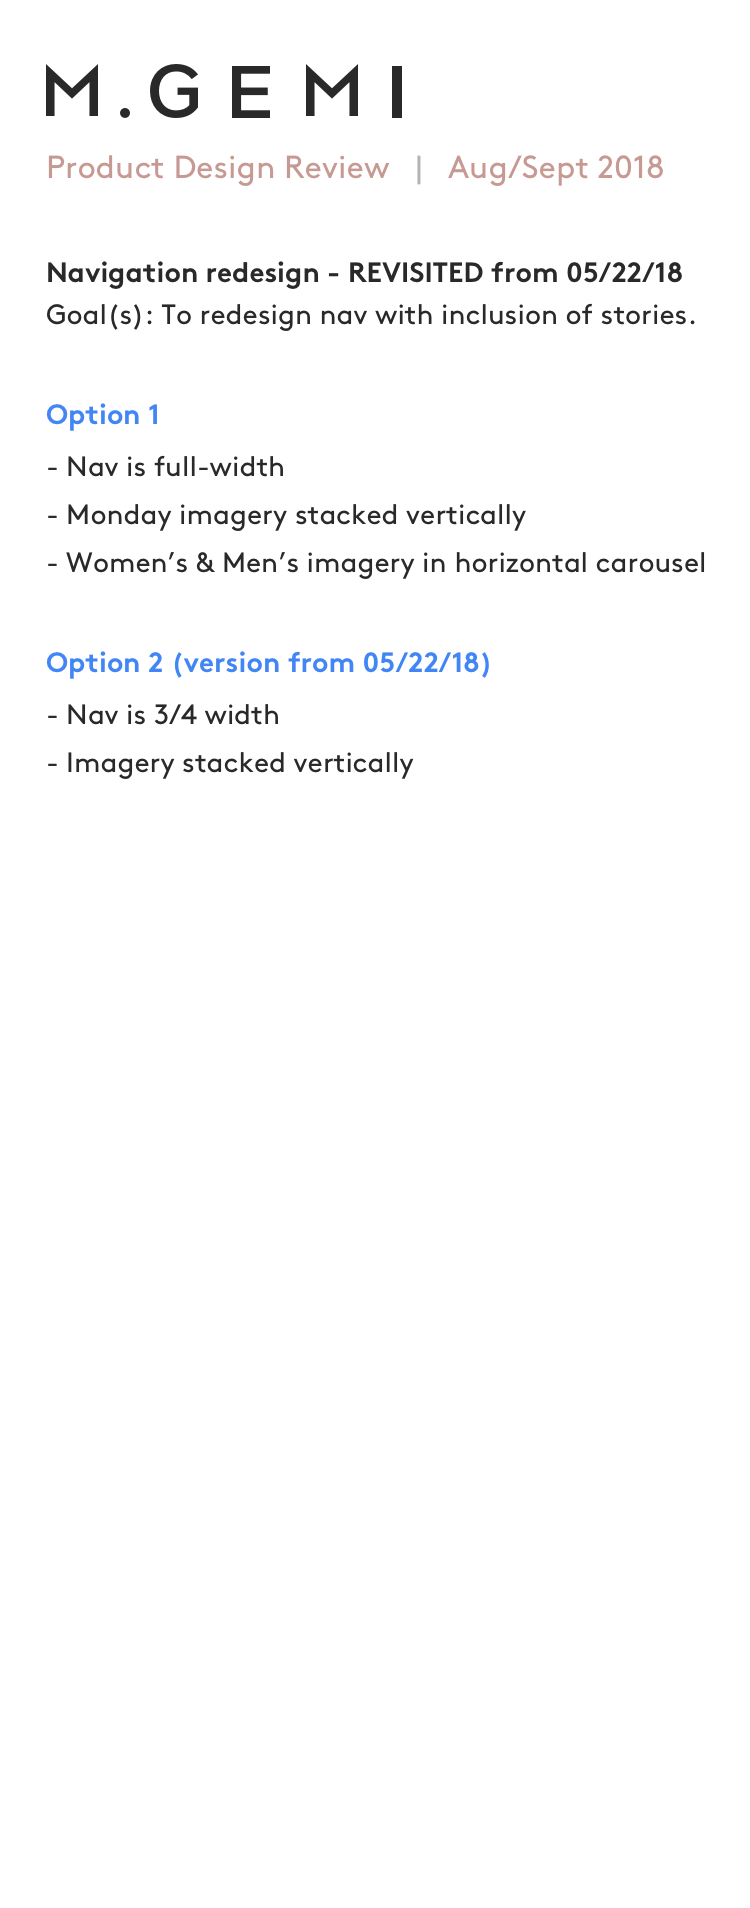 M.GEMI
Product Design Review | Aug/Sept 2018
Navigation redesign - REVISITED from 05/22/18
Goal(s): To redesign nav with inclusion of stories.
Option 1
- Nav is full-width
- Monday imagery stacked vertically
- Women’s & Men’s imagery in horizontal carousel
Option 2 (version from 05/22/18)
- Nav is 3/4 width
- Imagery stacked vertically